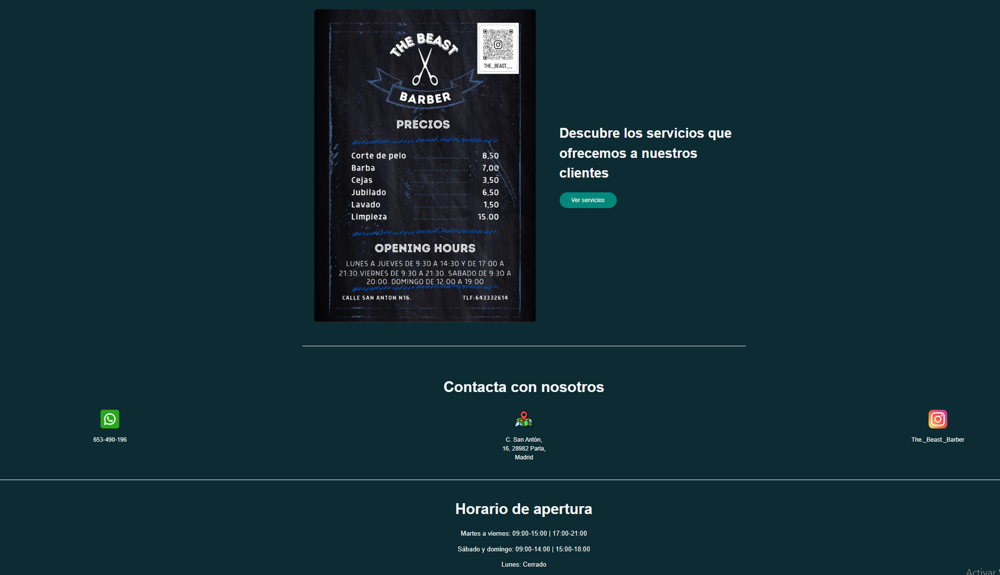 THE BEAST
BARBER
THE._BEAST._._
PRECIOS
Corte de pelo 8,50
Barba 7,00
Cejas 3,50
Jubilado 6,50
Lavado 1,50
Limpieza 15.00
OPENING HOURS
LUNES A JUEVES DE 9:30 A 14:30 Y DE 17:00 A
21:30.VIERNES DE 9:30 A 21:30. SABADO DE 9:30 A
20:00. DOMINGO DE 12:00 A 19:00
CALLE SAN ANTON N16. TLF:643332614
Descubre los servicios que
ofrecemos a nuestros
clientes
Ver servicios
Contacta con nosotros
653-490-196
C. San Antón,
16, 28982 Parla,
Madrid
The._Beast._Barber
Horario de apertura
Martes a viernes: 09:00-15:00 | 17:00-21:00
Sábado y domingo: 09:00-14:00 | 15:00-18:00
Lunes: Cerrado
Activar